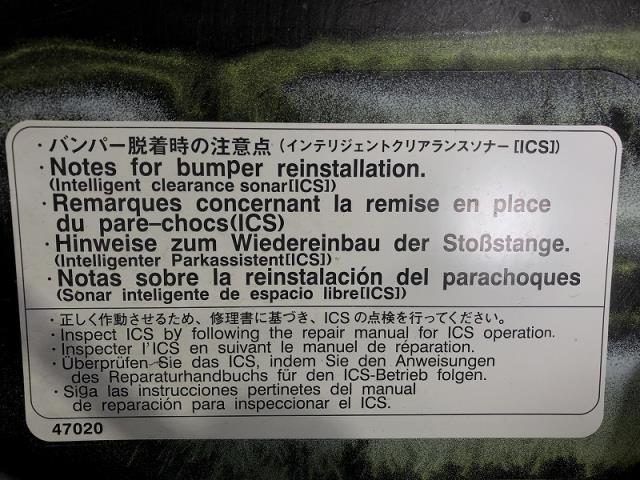 ・バンパー脱着時の注意点（インテリジェントクリアランスソナー[ICS]）
・Notes for bumper reinstallation.
(Intelligent clearance sonar[ICS])
・Remarques concernant la remise en place
du pare-chocs(ICS)
・Hinweise zum Wiedereinbau der Stoßstange.
(Intelligenter Parkassistent[ICS])
・Notas sobre la reinstalación del parachoques
(Sonar inteligente de espacio libre[ICS])
・正しく作動させるため、修理書に基づき、ICSの点検を行ってください。
・Inspect ICS by following the repair manual for ICS operation.
・Inspecter l'ICS en suivant le manuel de réparation.
・Überprüfen Sie das ICS, indem Sie den Anweisungen
des Reparaturhandbuchs für den ICS-Betrieb folgen.
・Siga las instrucciones pertinetes del manual
de reparación para inspeccionar el ICS.
47020